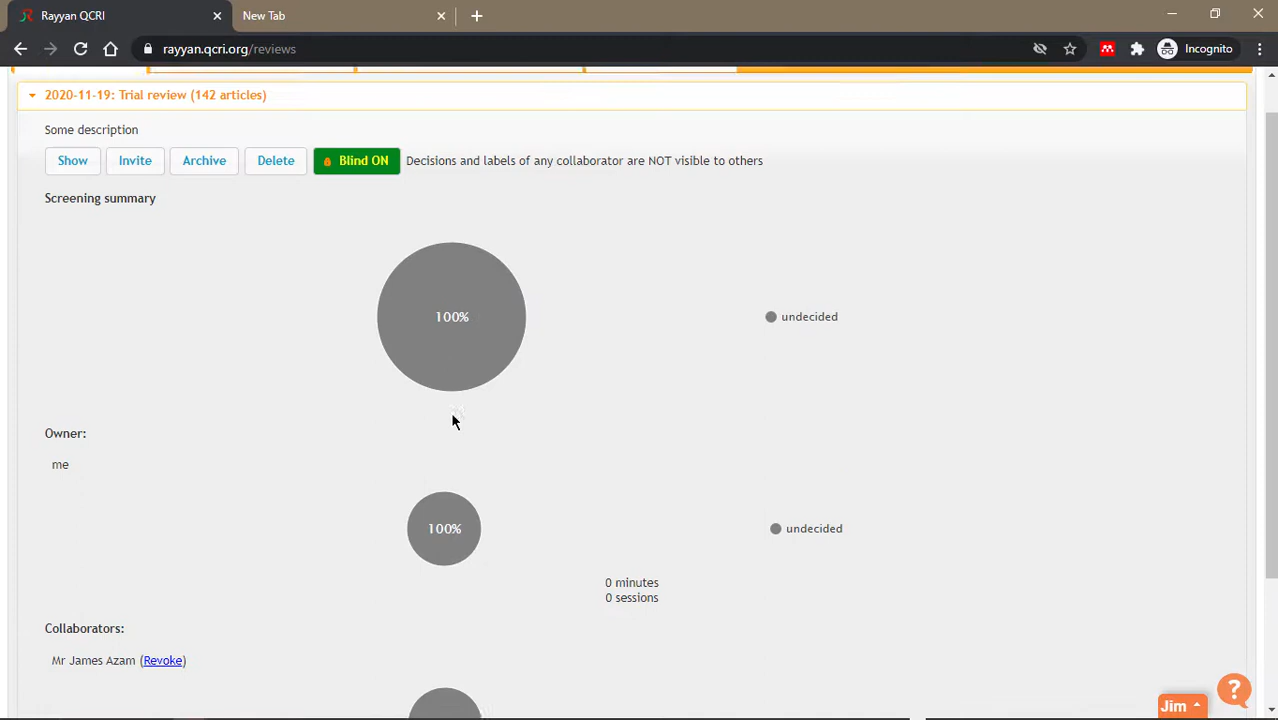 Rayyan QCRI
New Tab
rayyan.qcri.org/reviews
Incognito
2020-11-19: Trial review (142 articles)
Some description
Show
Invite
Archive
Delete
Blind ON
Decisions and labels of any collaborator are NOT visible to others
Screening summary
100%
undecided
Owner:
me
100%
undecided
0 minutes
0 sessions
Collaborators:
Mr James Azam (Revoke)
Jim
?